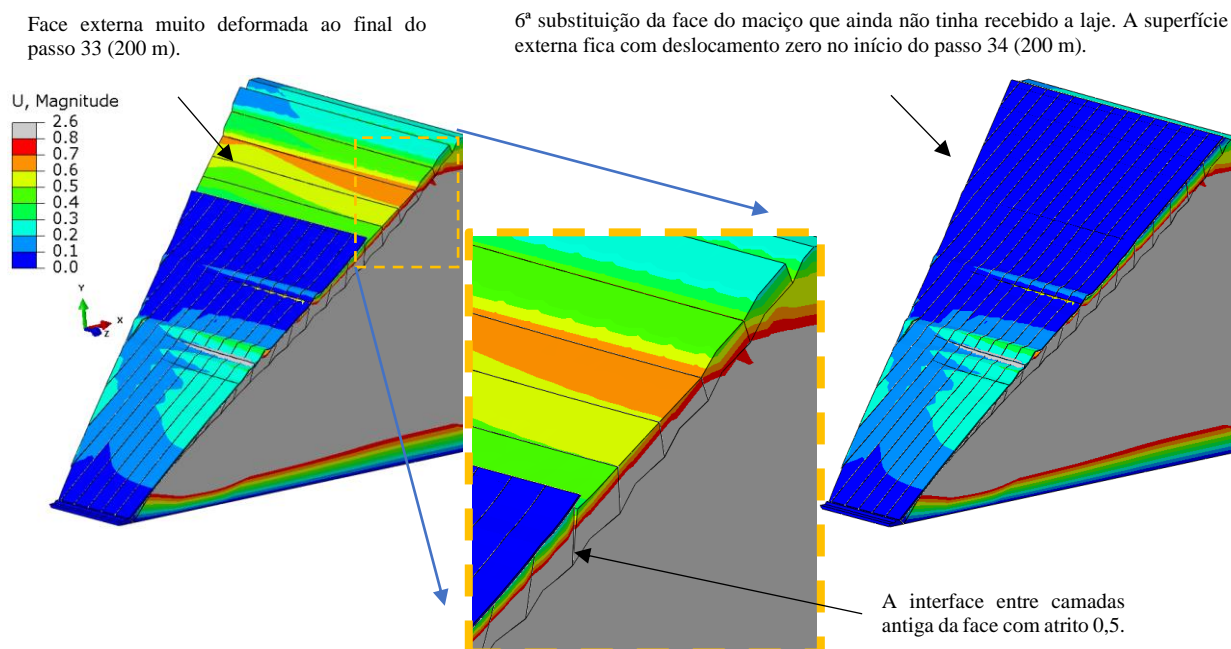 Face externa muito deformada ao final do
passo 33 (200 m).
6ª substituição da face do maciço que ainda não tinha recebido a laje. A superfície
externa fica com deslocamento zero no início do passo 34 (200 m).
U, Magnitude
2.6
0.8
0.7
0.6
0.5
0.4
0.3
0.2
0.1
0.0
Y
X
Z
A interface entre camadas
antiga da face com atrito 0,5.